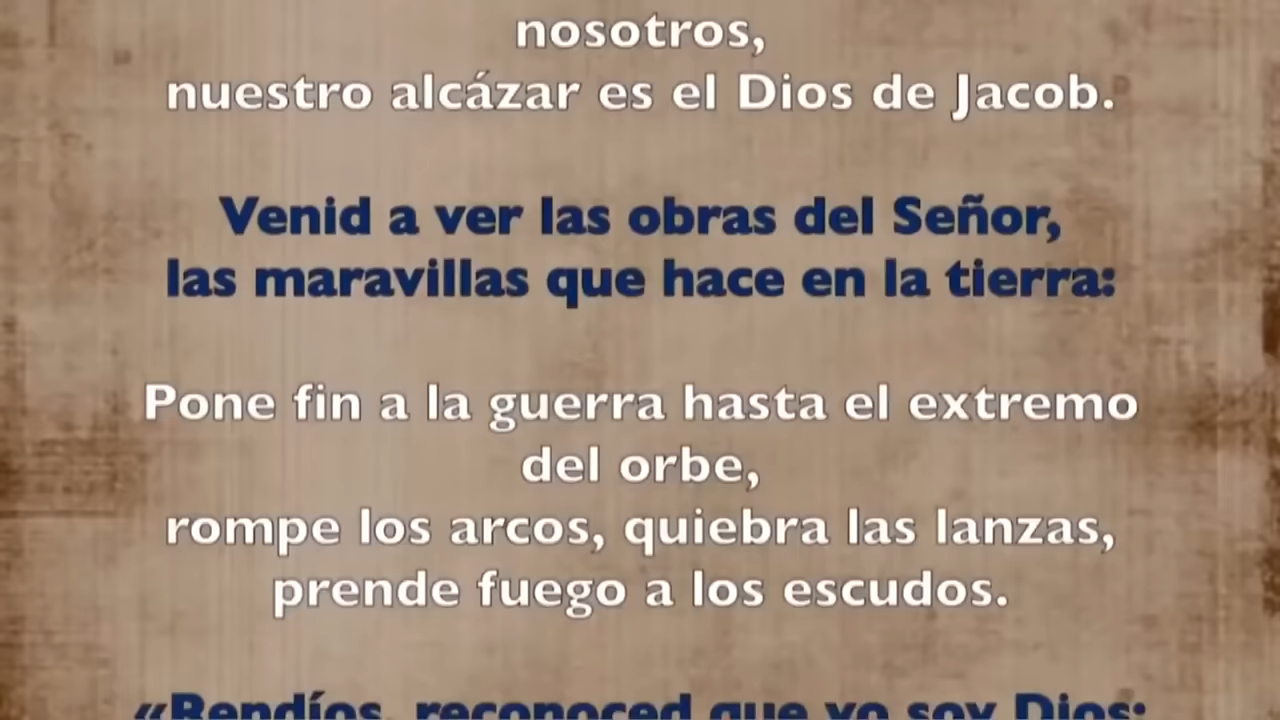 nosotros,
nuestro alcázar es el Dios de Jacob.
Venid a ver las obras del Señor,
las maravillas que hace en la tierra:
Pone fin a la guerra hasta el extremo
del orbe,
rompe los arcos, quiebra las lanzas,
prende fuego a los escudos.
«Rendíos, reconoced que yo soy Dios: